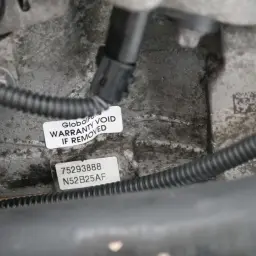 WARRANTY VOID
IF REMOVED
75293888
N52B25AF